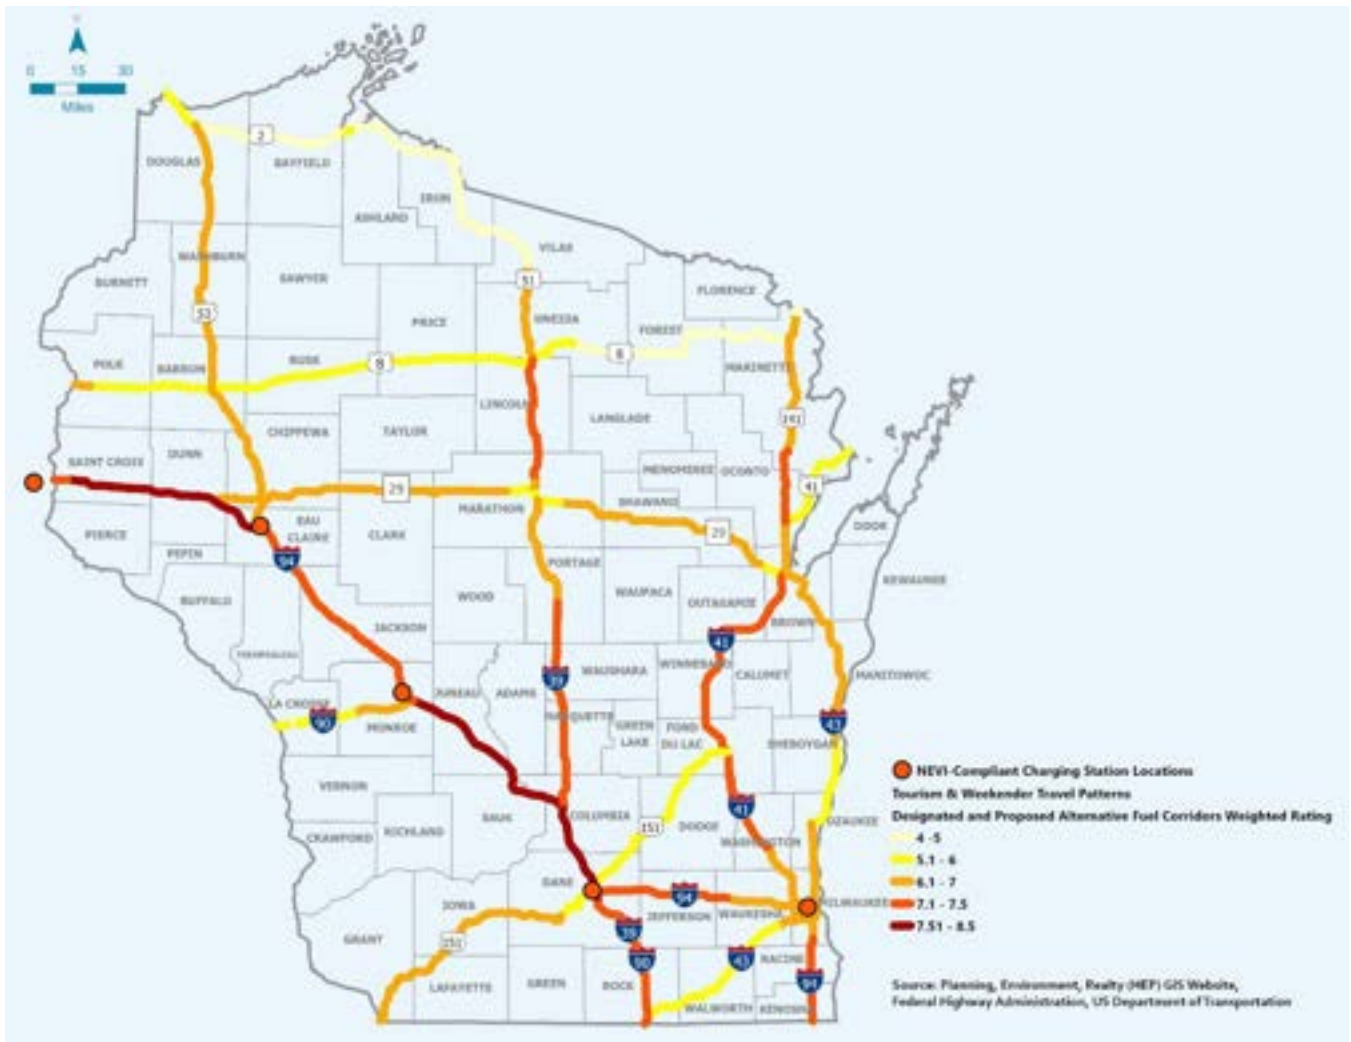 0 15 30
Miles
2
DOUGLAS
BAYFIELD
IRON
ASHLAND
VILAS
WASHBURN
SAWYER
BURNETT
51
FLORENCE
53
PRICE
ONEIDA
FOREST
8
8
POLK
BARRON
RUSK
MARINETTE
LINCOLN
LANGLADE
141
CHIPPEWA
TAYLOR
SAINT CROIX
DUNN
MENOMINEE
OCONTO
41
29
MARATHON
SHAWANO
EAU
CLAIRE
CLARK
29
DOOR
PIERCE
PEPIN
94
PORTAGE
KEWAUNEE
BUFFALO
WOOD
WAUPACA
OUTAGAMIE
BROWN
JACKSON
41
TREMPEALEAU
WAUSHARA
WINNEBAGO
CALUMET
MANITOWOC
39
JUNEAU
ADAMS
LA CROSSE
90
MONROE
MARQUETTE
GREEN
LAKE
FOND
DU LAC
43
SHEBOYGAN
VERNON
NEVI-Compliant Charging Station Locations
Tourism & Weekender Travel Patterns
Designated and Proposed Alternative Fuel Corridors Weighted Rating
4 -5
5.1 - 6
6.1 - 7
7.1 - 7.5
7.51 - 8.5
SAUK
COLUMBIA
41
OZAUKEE
CRAWFORD
RICHLAND
151
DODGE
WASHINGTON
DANE
94
IOWA
JEFFERSON
WAUKESHA
MILWAUKEE
39
GRANT
151
90
43
RACINE
LAFAYETTE
GREEN
ROCK
WALWORTH
KENOSHA
94
Source: Planning, Environment, Realty (HEP) GIS Website,
Federal Highway Administration, US Department of Transportation